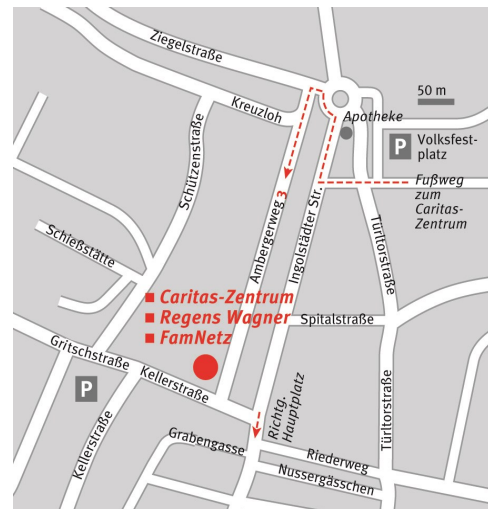 Ziegelstraße
50 m
Kreuzloh
Apotheke
P
Volksfest-
platz
Schützenstraße
Fußweg
zum
Caritas-
Zentrum
Ambergerweg 3
Ingolstädter Str.
Türltorstraße
Schießstätte
Caritas-Zentrum
Regens Wagner
FamNetz
Spitalstraße
Gritschstraße
Kellerstraße
P
Richtg.
Hauptplatz
Türltorstraße
Kellerstraße
Grabengasse
Riederweg
Nussergässchen